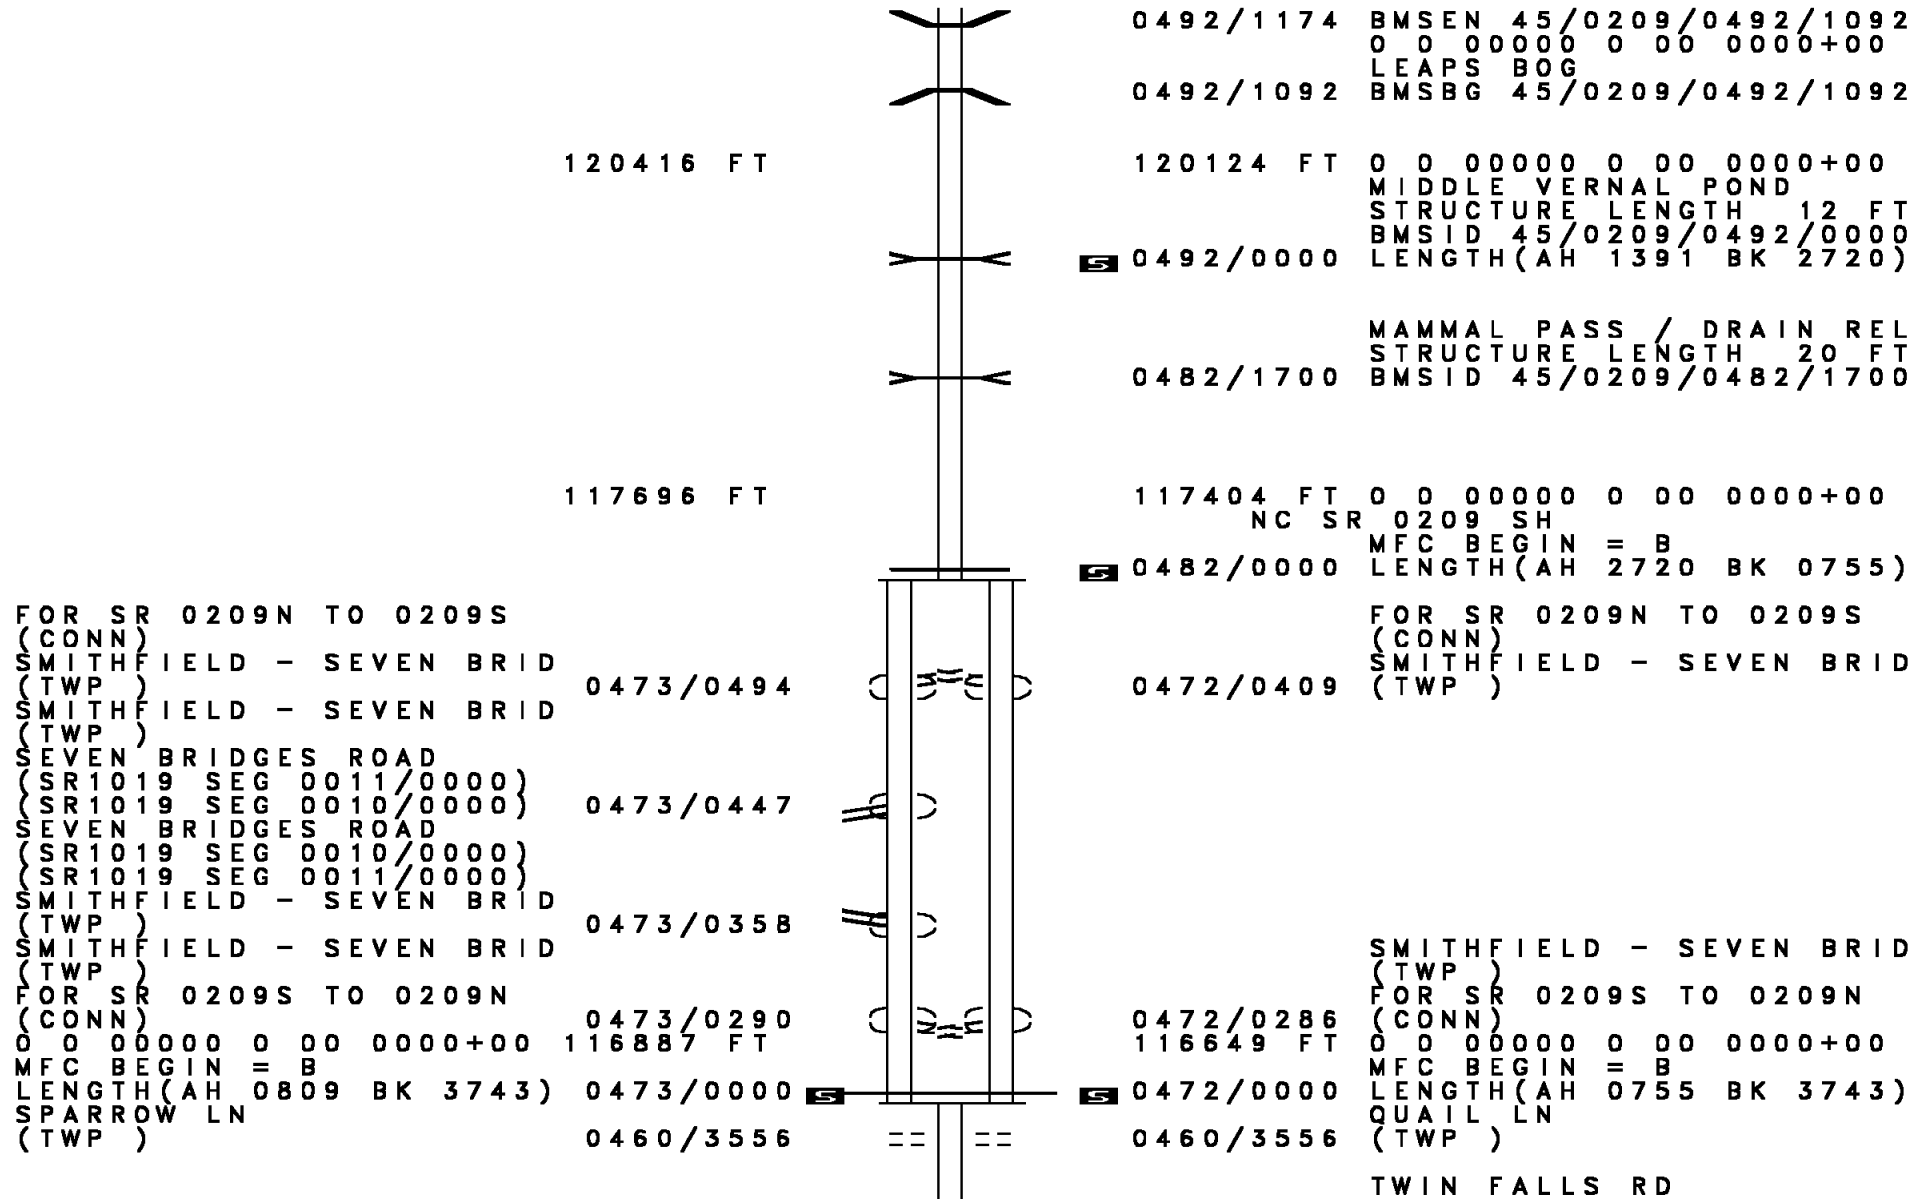 0492/1174 BMSEN 45/0209/0492/1092
0 0 00000 0 00 0000+00
LEAPS BOG
0492/1092 BMSBG 45/0209/0492/1092
120416 FT 120124 FT 0 0 00000 0 00 0000+00
MIDDLE VERNAL POND
STRUCTURE LENGTH 12 FT
BMSID 45/0209/0492/0000
S 0492/0000 LENGTH(AH 1391 BK 2720)
MAMMAL PASS / DRAIN REL
STRUCTURE LENGTH 20 FT
0482/1700 BMSID 45/0209/0482/1700
117696 FT 117404 FT 0 0 00000 0 00 0000+00
NC SR 0209 SH
MFC BEGIN = B
S 0482/0000 LENGTH(AH 2720 BK 0755)
FOR SR 0209N TO 0209S
(CONN)
SMITHFIELD - SEVEN BRID
(TWP ) 0473/0494
SMITHFIELD - SEVEN BRID
(TWP )
SEVEN BRIDGES ROAD
(SR1019 SEG 0011/0000)
(SR1019 SEG 0010/0000) 0473/0447
SEVEN BRIDGES ROAD
(SR1019 SEG 0010/0000)
(SR1019 SEG 0011/0000)
SMITHFIELD - SEVEN BRID
(TWP ) 0473/0358
SMITHFIELD - SEVEN BRID
(TWP )
FOR SR 0209S TO 0209N
(CONN) 0473/0290
0 0 00000 0 00 0000+00 116887 FT
MFC BEGIN = B
LENGTH(AH 0809 BK 3743) 0473/0000 S
SPARROW LN
(TWP ) 0460/3556
FOR SR 0209N TO 0209S
(CONN)
SMITHFIELD - SEVEN BRID
0472/0409 (TWP )
SMITHFIELD - SEVEN BRID
(TWP )
FOR SR 0209S TO 0209N
0472/0286 (CONN)
116649 FT 0 0 00000 0 00 0000+00
MFC BEGIN = B
S 0472/0000 LENGTH(AH 0755 BK 3743)
QUAIL LN
0460/3556 (TWP )
TWIN FALLS RD